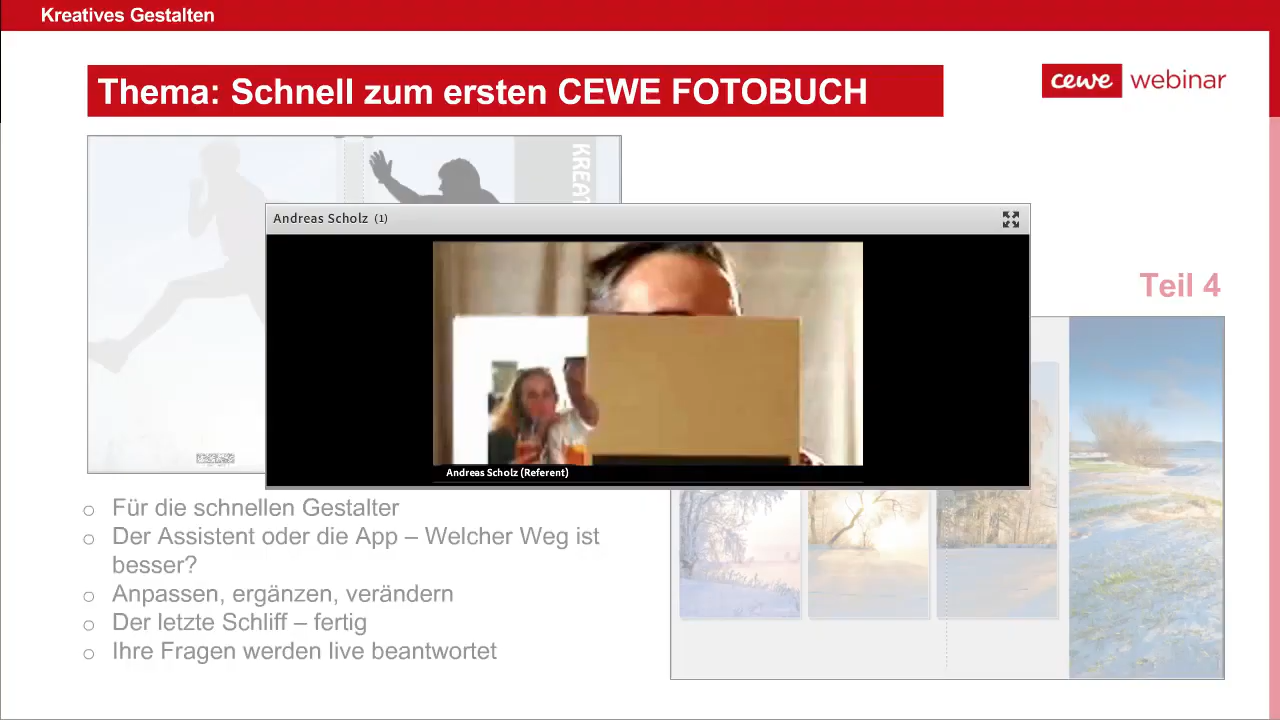 Kreatives Gestalten
Thema: Schnell zum ersten CEWE FOTOBUCH
cewe webinar
Andreas Scholz (1)
Teil 4
Andreas Scholz (Referent)
o Für die schnellen Gestalter
o Der Assistent oder die App – Welcher Weg ist
besser?
o Anpassen, ergänzen, verändern
o Der letzte Schliff – fertig
o Ihre Fragen werden live beantwortet